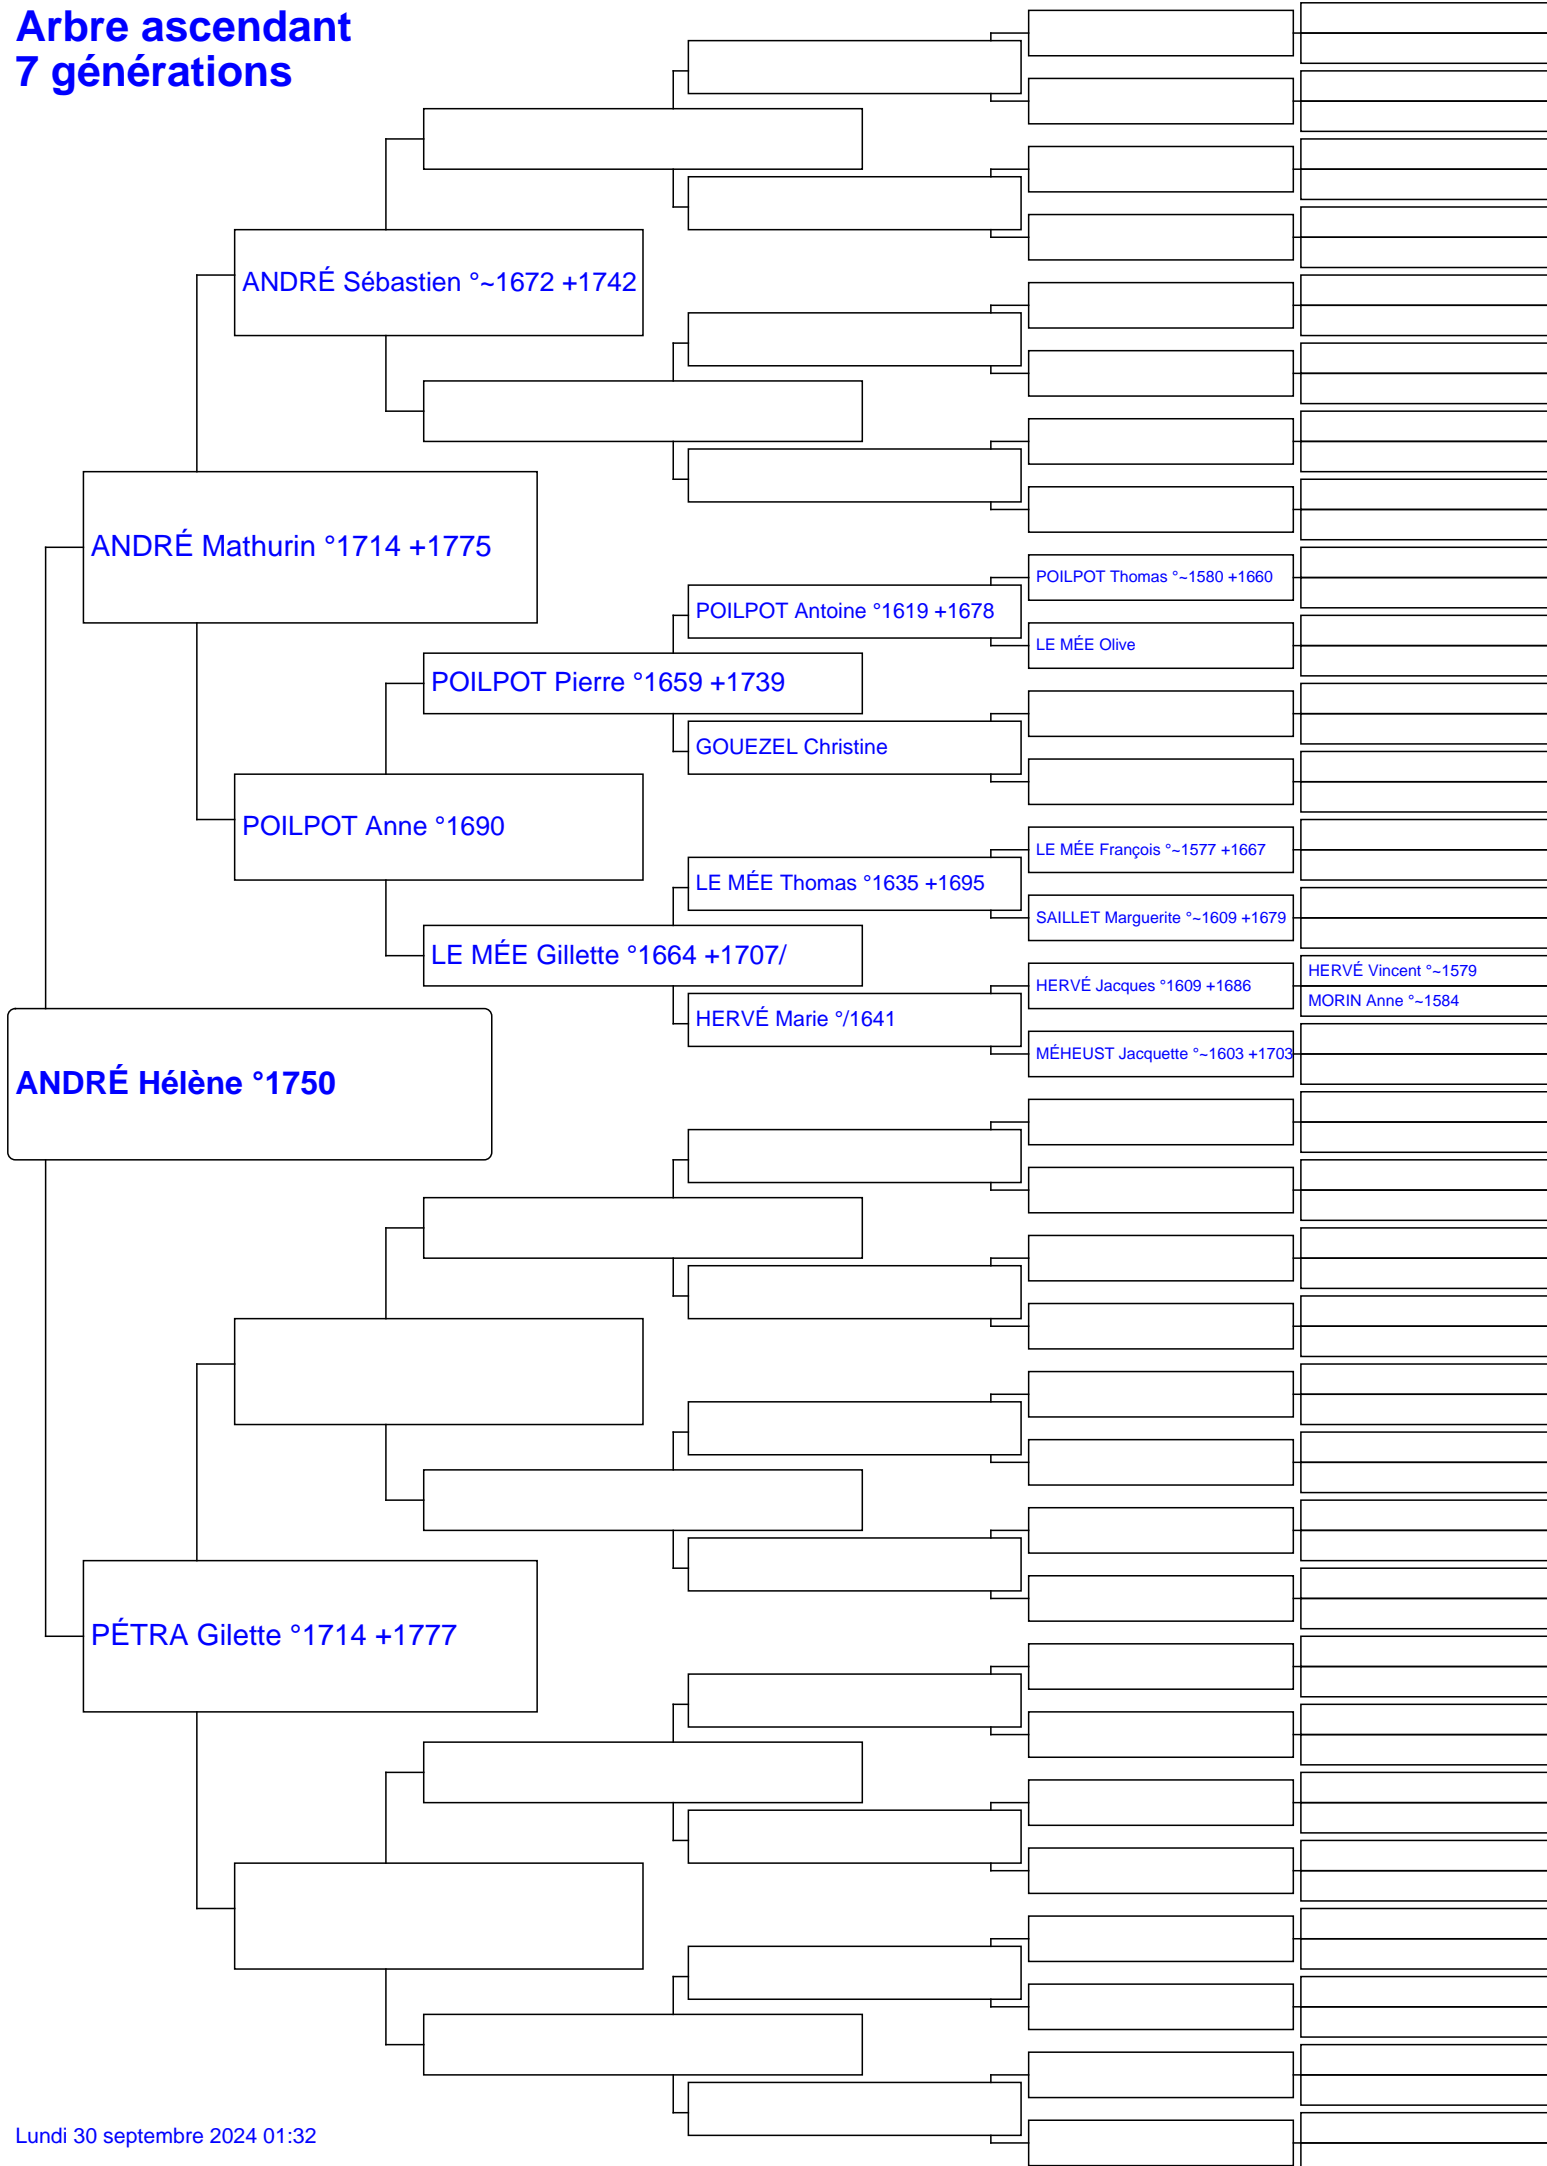 Arbre ascendant
7 générations
ANDRÉ Sébastien °~1672 +1742
ANDRÉ Mathurin °1714 +1775
POILPOT Thomas °~1580 +1660
POILPOT Antoine °1619 +1678
LE MÉE Olive
POILPOT Pierre °1659 +1739
GOUEZEL Christine
POILPOT Anne °1690
LE MÉE François °~1577 +1667
LE MÉE Thomas °1635 +1695
SAILLET Marguerite °~1609 +1679
LE MÉE Gillette °1664 +1707/
HERVÉ Vincent °~1579
HERVÉ Jacques °1609 +1686
MORIN Anne °~1584
HERVÉ Marie °/1641
MÉHEUST Jacquette °~1603 +1703
ANDRÉ Hélène °1750
PÉTRA Gilette °1714 +1777
Lundi 30 septembre 2024 01:32